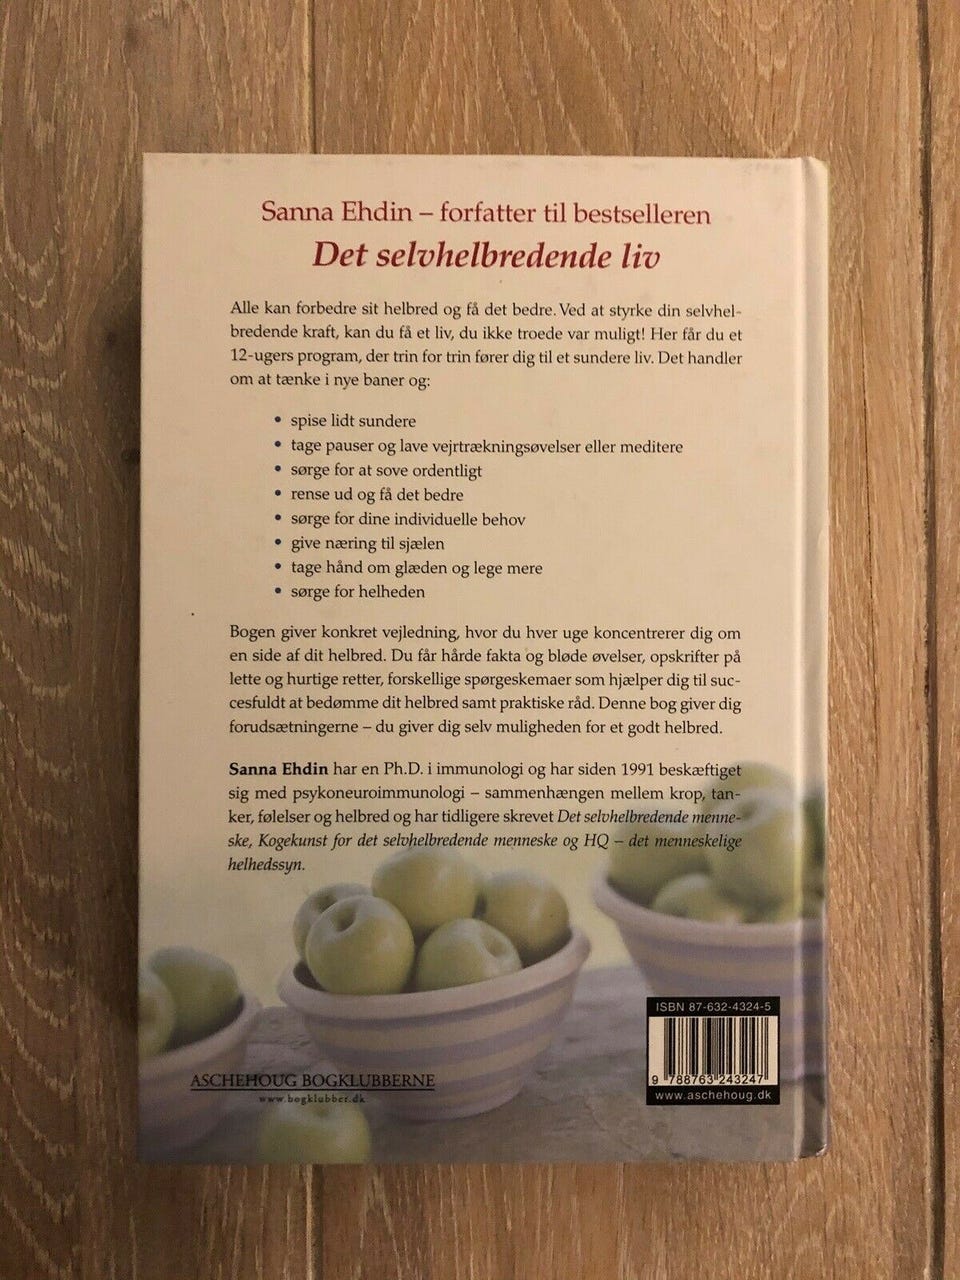 Sanna Ehdin – forfatter til bestselleren
Det selvhelbredende liv
Alle kan forbedre sit helbred og få det bedre. Ved at styrke din selvhel-
bredende kraft, kan du få et liv, du ikke troede var muligt! Her får du et
12-ugers program, der trin for trin fører dig til et sundere liv. Det handler
om at tænke i nye baner og:
• spise lidt sundere
• tage pauser og lave vejrtrækningsøvelser eller meditere
• sørge for at sove ordentligt
• rense ud og få det bedre
• sørge for dine individuelle behov
• give næring til sjælen
• tage hånd om glæden og lege mere
• sørge for helheden
Bogen giver konkret vejledning, hvor du hver uge koncentrerer dig om
en side af dit helbred. Du får hårde fakta og bløde øvelser, opskrifter på
lette og hurtige retter, forskellige spørgeskemaer som hjælper dig til suc-
cesfuldt at bedømme dit helbred samt praktiske råd. Denne bog giver dig
forudsætningerne – du giver dig selv muligheden for et godt helbred.
Sanna Ehdin har en Ph.D. i immunologi og har siden 1991 beskæftiget
sig med psykoneuroimmunologi – sammenhængen mellem krop, tan-
ker, følelser og helbred og har tidligere skrevet Det selvhelbredende menne-
ske, Kogekunst for det selvhelbredende menneske og HQ – det menneskelige
helhedssyn.
ISBN 87-632-4324-5
9 788763 243247
www.aschehoug.dk
ASCHEHOUG BOGKLUBBERNE
www.bogklubber.dk